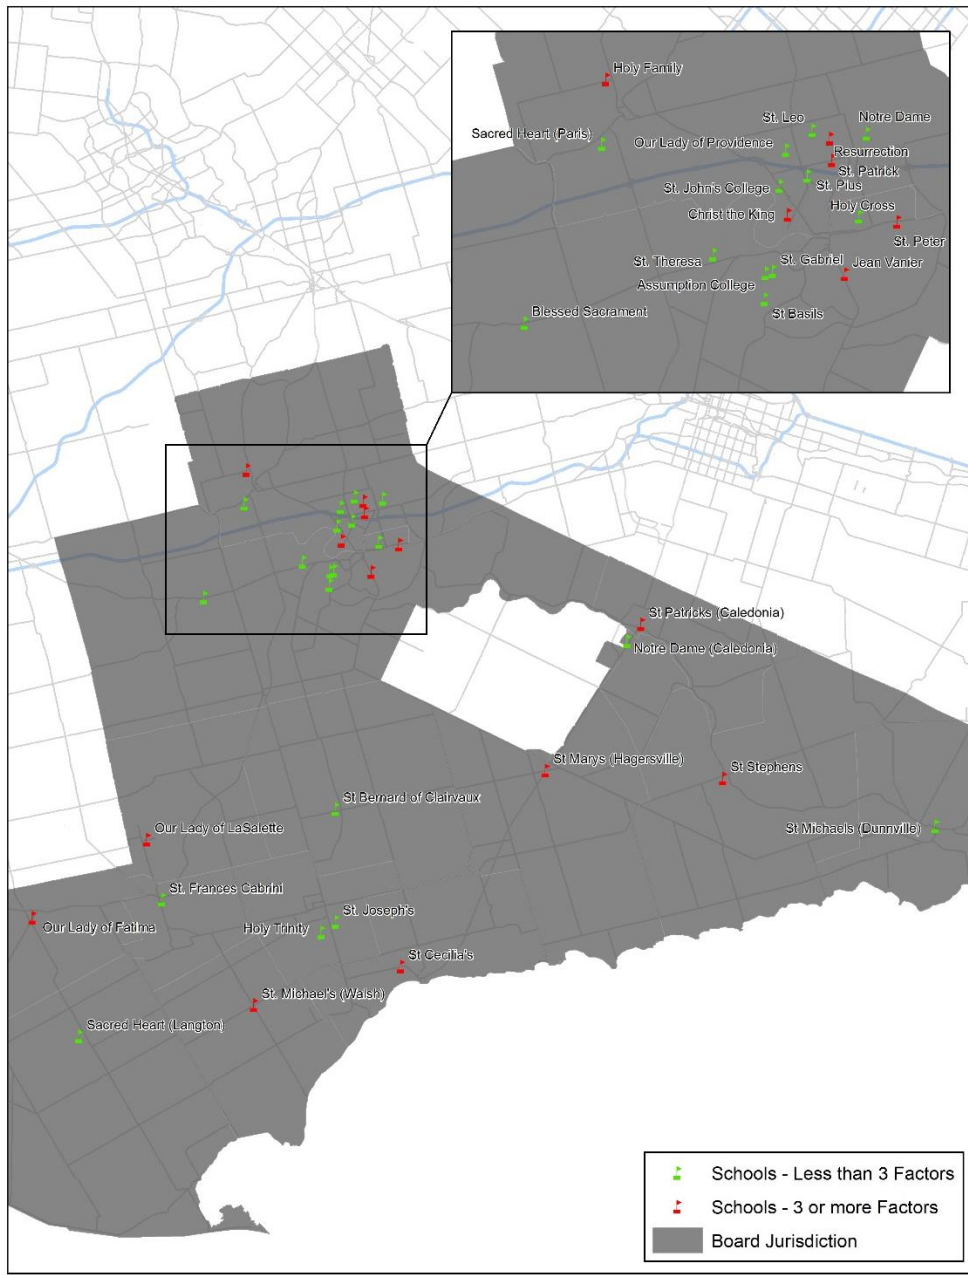 Holy Family
St. Leo
Notre Dame
Sacred Heart (Paris)
Our Lady of Providence
Resurrection
St. Patrick
St. John's College
St. Pius
Christ the King
Holy Cross
St. Peter
St. Theresa
St. Gabriel
Jean Vanier
Assumption College
Blessed Sacrament
St Basils
St Patricks (Caledonia)
Notre Dame (Caledonia)
St Marys (Hagersville)
St Stephens
St Bernard of Clairvaux
St Michaels (Dunnville)
Our Lady of LaSalette
St. Frances Cabrini
St. Joseph's
Our Lady of Fatima
Holy Trinity
St Cecilia's
St. Michael's (Walsh)
Sacred Heart (Langton)
Schools - Less than 3 Factors
Schools - 3 or more Factors
Board Jurisdiction